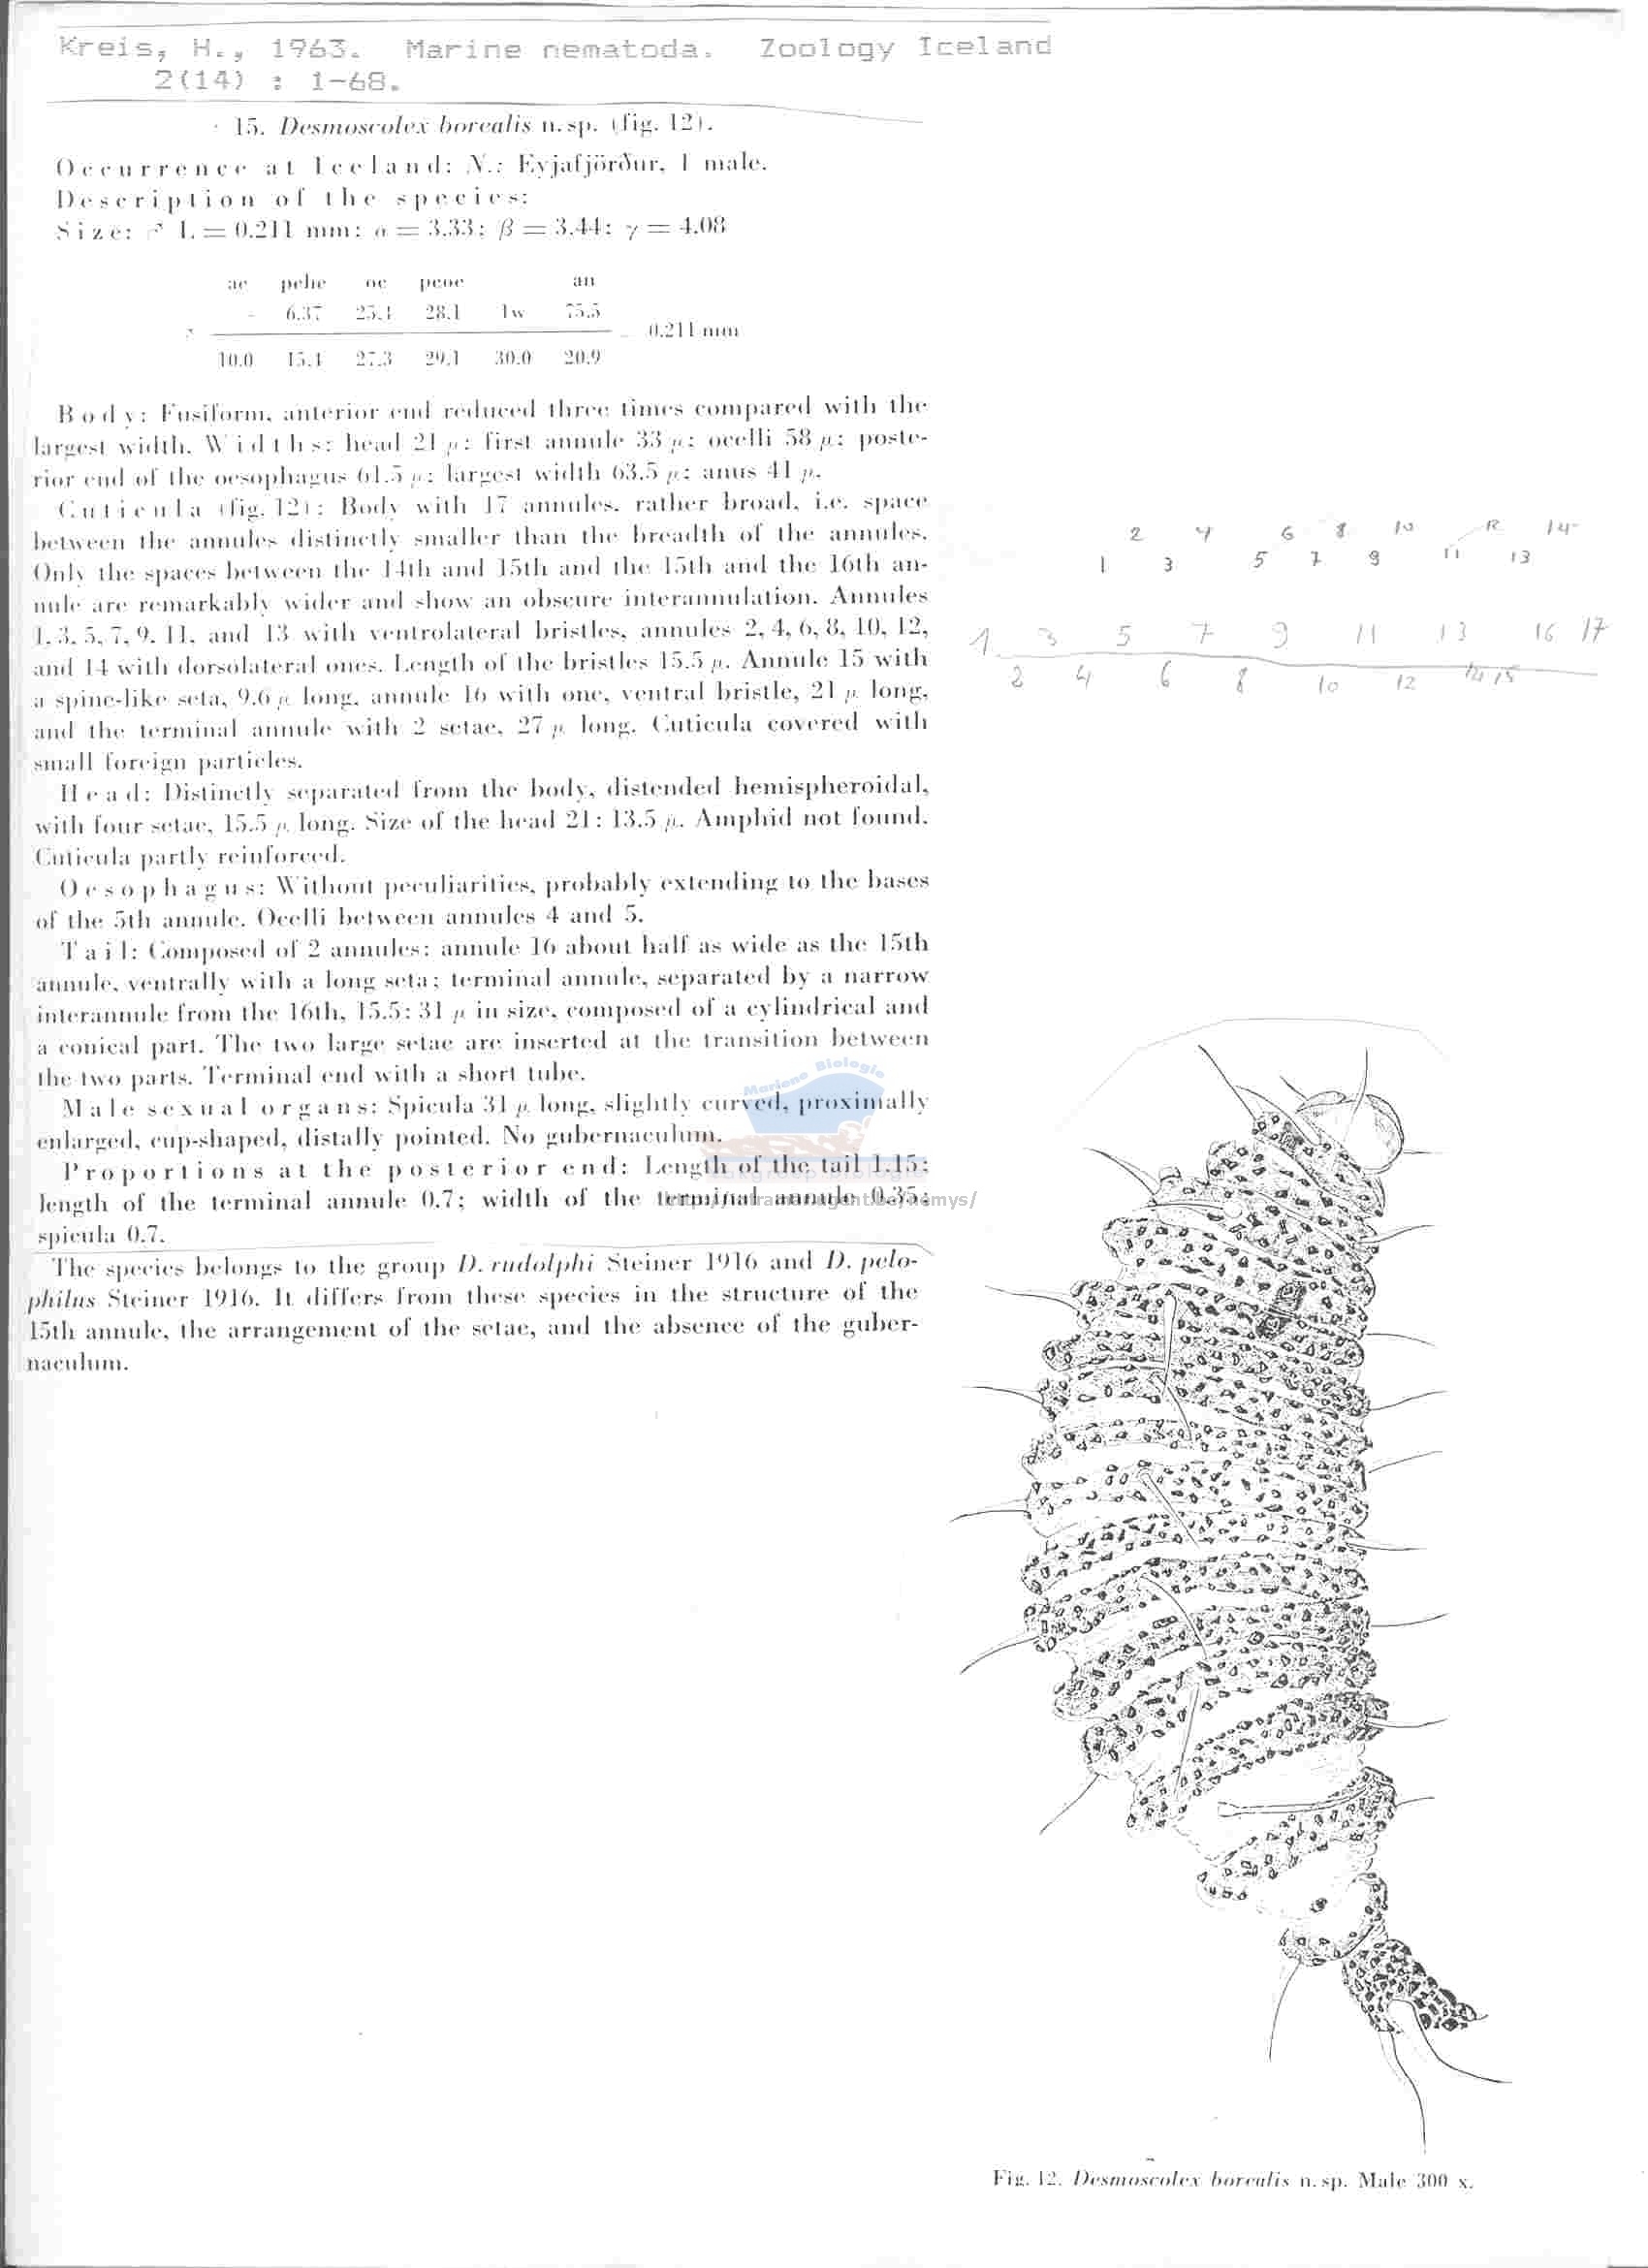 Kreis, H., 1963. Marine nematoda. Zoology Iceland
2(14) : 1-68.
15. Desmoscolex borealis n. sp. (fig. 12).
Occurrence at Iceland: N.: Eyjafjörður, 1 male.
Description of the species:
Size: ♂ L = 0.211 mm; α = 3.33; β = 3.44; γ = 4.08
ac pehe oc pcoe an
- 6.37 25.1 28.1 1w 75.5
0.211 mm
10.0 15.4 27.3 29.1 30.0 20.9
Body: Fusiform, anterior end reduced three times compared with the
largest width. Widths: head 21 μ; first annule 33 μ; ocelli 58 μ; poste-
rior end of the oesophagus 61.5 μ; largest width 63.5 μ; anus 41 μ.
Cuticula (fig. 12): Body with 17 annules, rather broad, i.e. space
between the annules distinctly smaller than the breadth of the annules.
Only the spaces between the 14th and 15th and the 15th and the 16th an-
nule are remarkably wider and show an obscure interannulation. Annules
1, 3, 5, 7, 9, 11, and 13 with ventrolateral bristles, annules 2, 4, 6, 8, 10, 12,
and 14 with dorsolateral ones. Length of the bristles 15.5 μ. Annule 15 with
a spine-like seta, 9.6 μ long, annule 16 with one, ventral bristle, 21 μ long,
and the terminal annule with 2 setae, 27 μ long. Cuticula covered with
small foreign particles.
Head: Distinctly separated from the body, distended hemispheroidal,
with four setae, 15.5 μ long. Size of the head 21 : 13.5 μ. Amphid not found.
Cuticula partly reinforced.
Oesophagus: Without peculiarities, probably extending to the bases
of the 5th annule. Ocelli between annules 4 and 5.
Tail: Composed of 2 annules: annule 16 about half as wide as the 15th
annule, ventrally with a long seta; terminal annule, separated by a narrow
interannule from the 16th, 15.5 : 31 μ in size, composed of a cylindrical and
a conical part. The two large setae are inserted at the transition between
the two parts. Terminal end with a short tube.
Male sexual organs: Spicula 31 μ long, slightly curved, proximally
enlarged, cup-shaped, distally pointed. No gubernaculum.
Proportions at the posterior end: Length of the tail 1.15;
length of the terminal annule 0.7; width of the terminal annule 0.35;
spicula 0.7.
The species belongs to the group D. rudolphi Steiner 1916 and D. pelo-
philus Steiner 1916. It differs from these species in the structure of the
15th annule, the arrangement of the setae, and the absence of the guber-
naculum.
Mariene Biologie
2 4 6 8 10 12 14
1 3 5 7 9 11 13
1 3 5 7 9 11 13 16 17
2 4 6 8 10 12 14 15
Fig. 12. Desmoscolex borealis n. sp. Male 300 x.